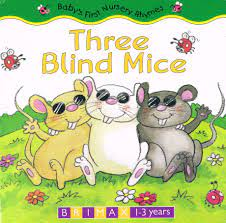 Baby's First Nursery Rhymes
Three
Blind Mice
BRIMAX 1-3 years